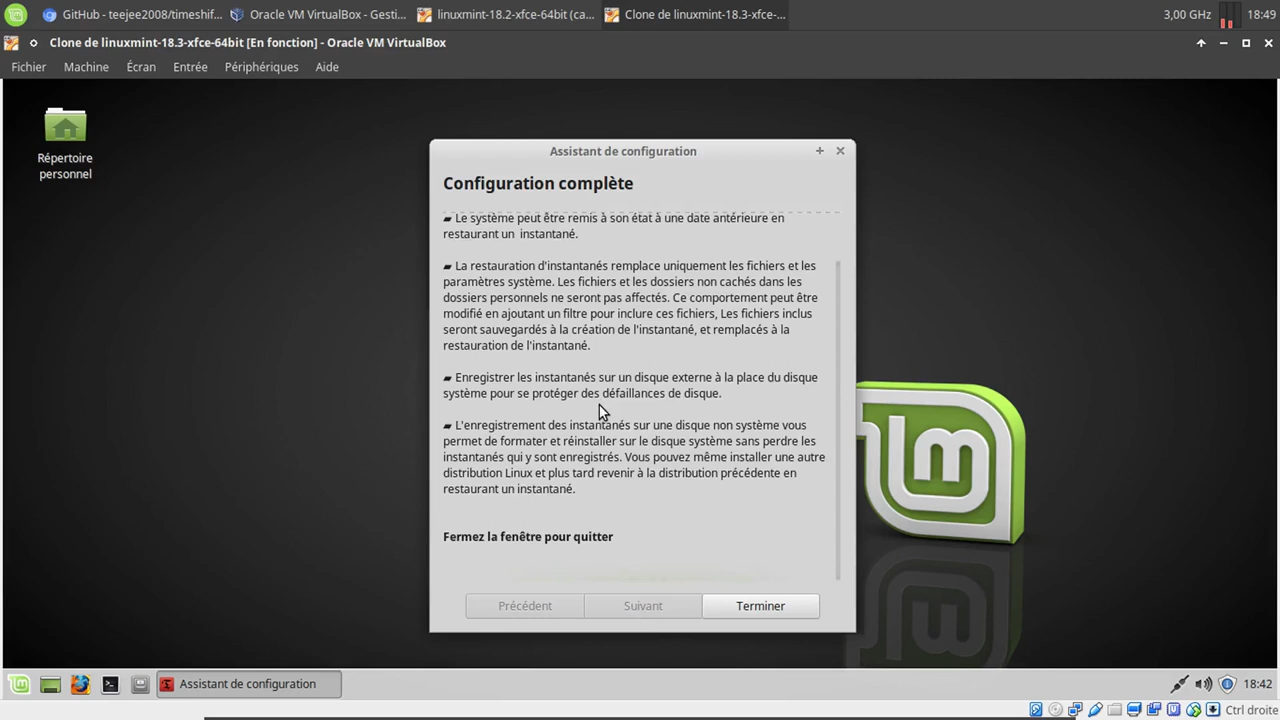 GitHub - teejee2008/timeshif...
Oracle VM VirtualBox - Gesti...
linuxmint-18.2-xfce-64bit (ca...
Clone de linuxmint-18.3-xfce-...
3,00 GHz
18:49
Clone de linuxmint-18.3-xfce-64bit [En fonction] - Oracle VM VirtualBox
Fichier Machine Écran Entrée Périphériques Aide
Répertoire
personnel
Assistant de configuration
Configuration complète
▰ Le système peut être remis à son état à une date antérieure en
restaurant un  instantané.
▰ La restauration d'instantanés remplace uniquement les fichiers et les
paramètres système. Les fichiers et les dossiers non cachés dans les
dossiers personnels ne seront pas affectés. Ce comportement peut être
modifié en ajoutant un filtre pour inclure ces fichiers, Les fichiers inclus
seront sauvegardés à la création de l'instantané, et remplacés à la
restauration de l'instantané.
▰ Enregistrer les instantanés sur un disque externe à la place du disque
système pour se protéger des défaillances de disque.
▰ L'enregistrement des instantanés sur une disque non système vous
permet de formater et réinstaller sur le disque système sans perdre les
instantanés qui y sont enregistrés. Vous pouvez même installer une autre
distribution Linux et plus tard revenir à la distribution précédente en
restaurant un instantané.
Fermez la fenêtre pour quitter
Précédent Suivant Terminer
Assistant de configuration
18:42
Ctrl droite